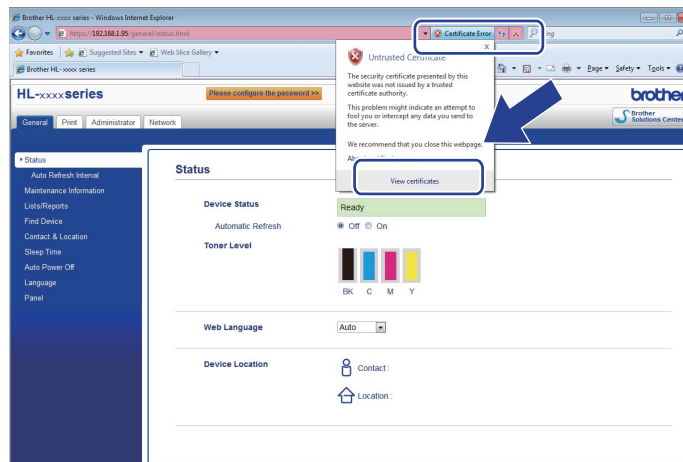 Brother HL-xxxx series - Windows Internet Explorer
https://192.168.1.95/general/status.html
Certificate Error
ng
Favorites
Suggested Sites
Web Slice Gallery
Brother HL-xxxx series
Page
Safety
Tools
HL-xxxxseries
Please configure the password >>
brother
General
Print
Administrator
Network
Brother
Solutions Center
Untrusted Certificate
The security certificate presented by this
website was not issued by a trusted
certificate authority.
This problem might indicate an attempt to
fool you or intercept any data you send to
the server.
We recommend that you close this webpage.
View certificates
Status
Auto Refresh Interval
Maintenance Information
Lists/Reports
Find Device
Contact & Location
Sleep Time
Auto Power Off
Language
Panel
Status
Device Status
Ready
Automatic Refresh
Off
On
Toner Level
BK C M Y
Web Language
Auto
Device Location
Contact :
Location :